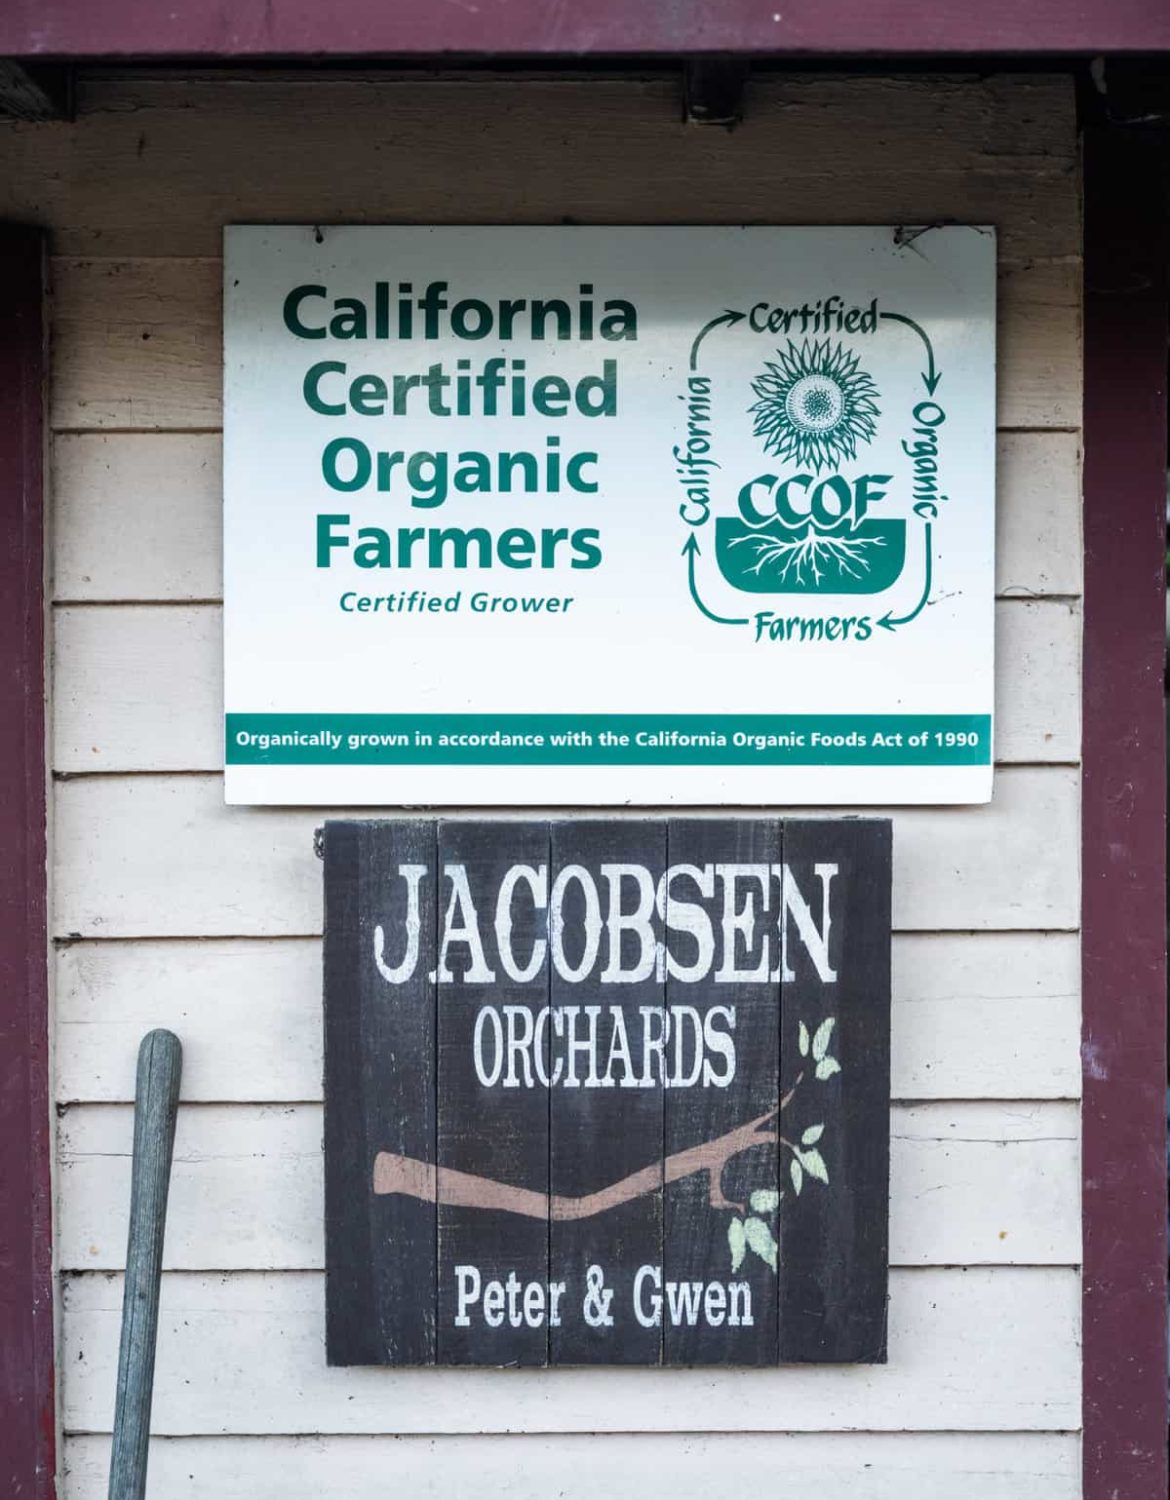 California
Certified
Organic
Farmers
Certified Grower
Certified
California
Organic
CCOF
Farmers
Organically grown in accordance with the California Organic Foods Act of 1990
JACOBSEN
ORCHARDS
Peter & Gwen